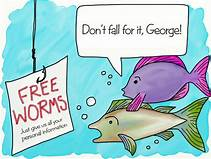 Don't fall for it, George!
FREE
WORMS
Just give us all your
personal information